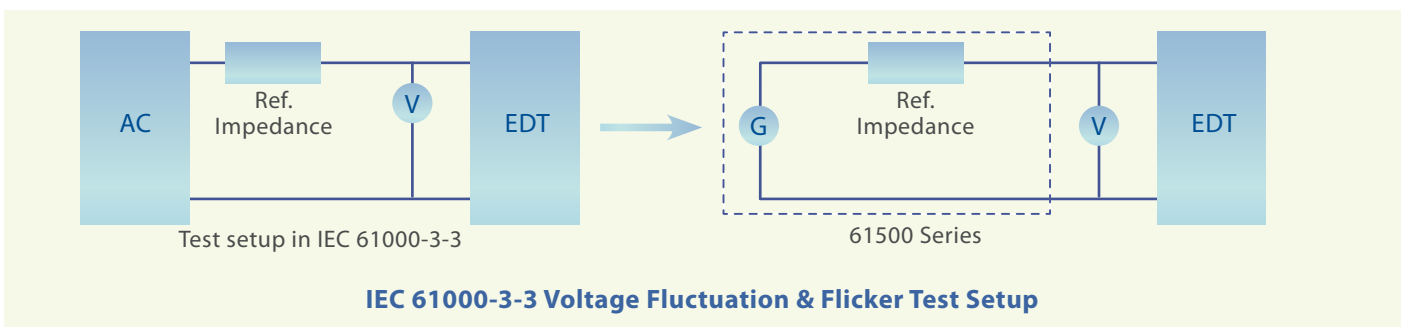 AC
Ref.
Impedance
V
EDT
Test setup in IEC 61000-3-3
G
Ref.
Impedance
V
EDT
61500 Series
IEC 61000-3-3 Voltage Fluctuation & Flicker Test Setup